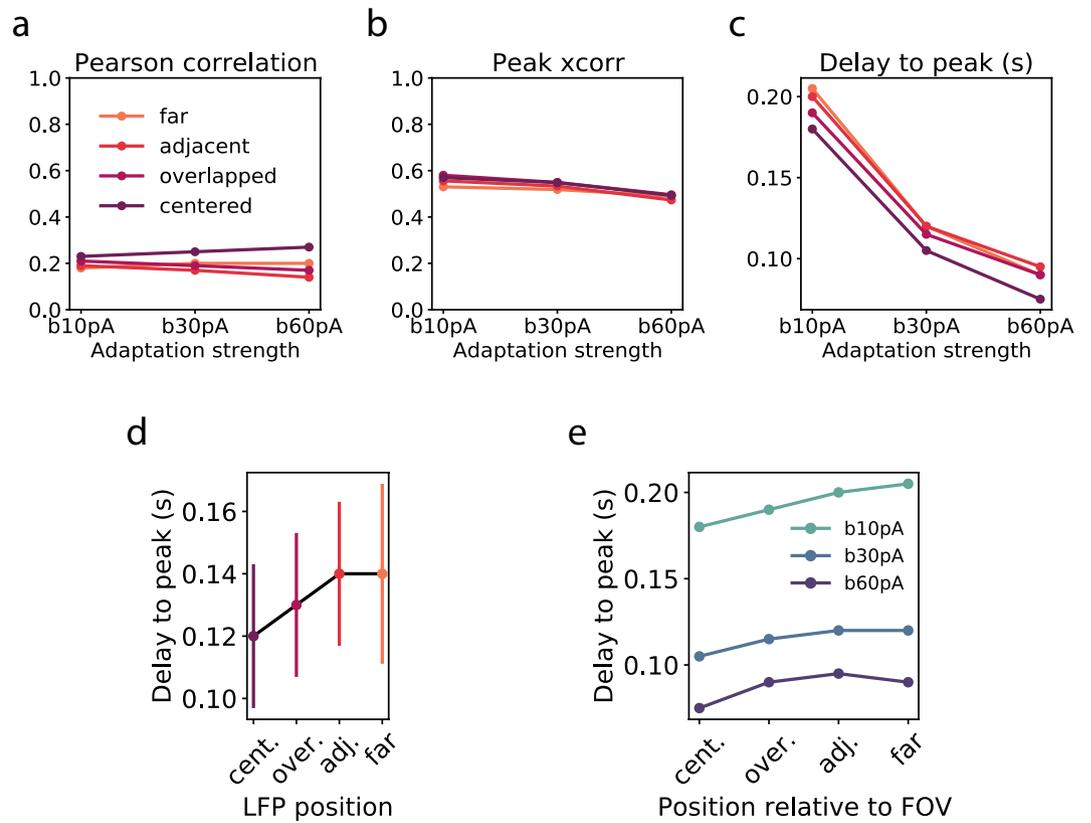 a
b
c
Pearson correlation
Peak xcorr
Delay to peak (s)
1.0
0.8
0.6
0.4
0.2
0.0
far
adjacent
overlapped
centered
b10pA
b30pA
b60pA
Adaptation strength
1.0
0.8
0.6
0.4
0.2
0.0
b10pA
b30pA
b60pA
Adaptation strength
0.20
0.15
0.10
b10pA
b30pA
b60pA
Adaptation strength
d
e
Delay to peak (s)
0.16
0.14
0.12
0.10
cent.
over.
adj.
far
LFP position
Delay to peak (s)
0.20
0.15
0.10
b10pA
b30pA
b60pA
cent.
over.
adj.
far
Position relative to FOV